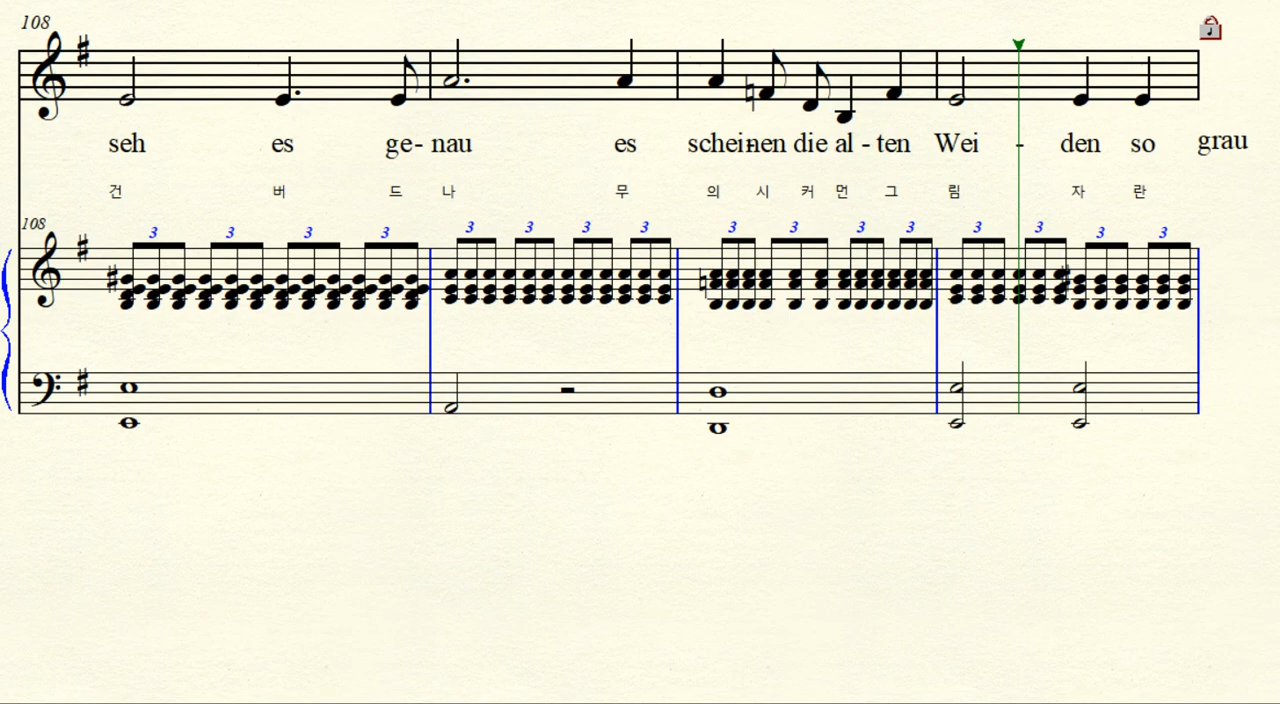 108
seh es ge- nau es schei-nen die al - ten Wei - den so grau
건 버 드 나 무 의 시 커 먼 그 림 자 란
108
3 3 3 3 3 3 3 3 3 3 3 3 3 3 3 3